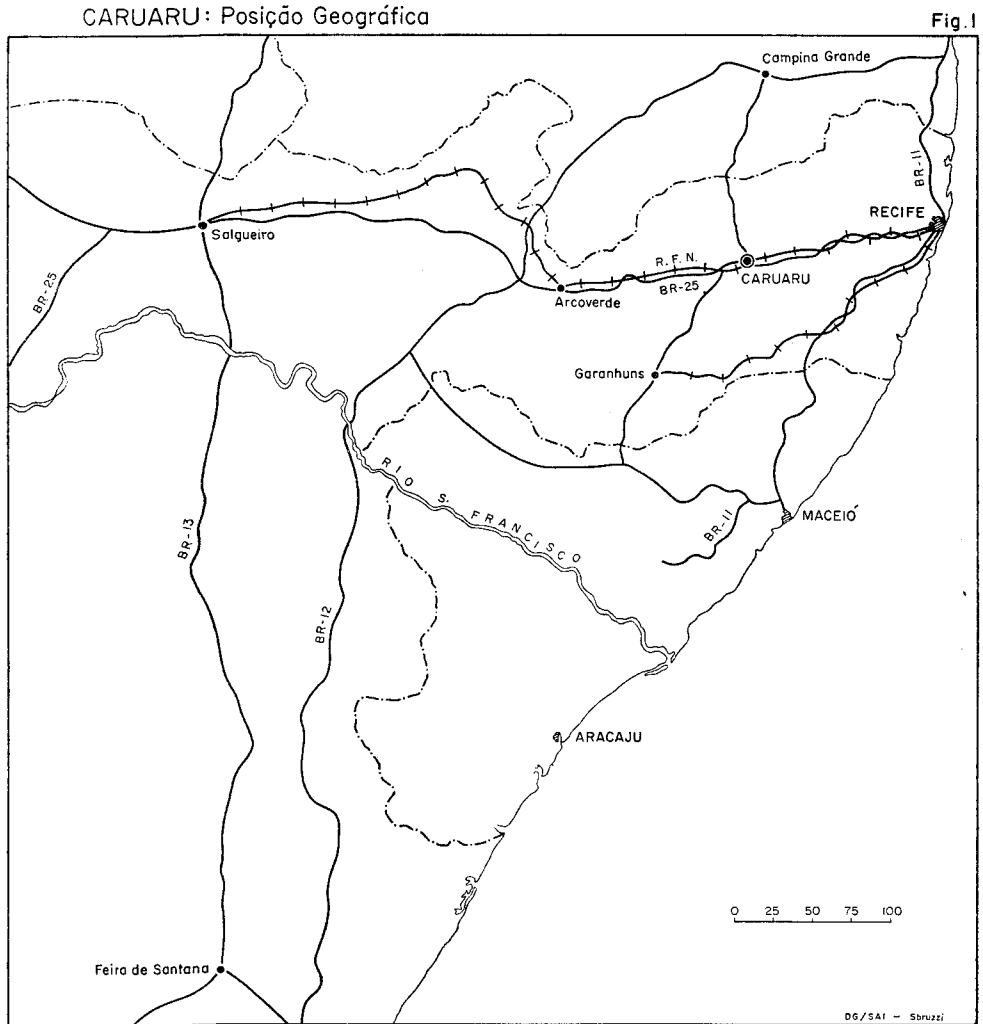 CARUARU: Posição Geográfica
Fig.1
Campina Grande
BR-11
RECIFE
Salgueiro
R.F.N.
CARUARU
BR-25
BR-25
Arcoverde
Garanhuns
RIO S. FRANCISCO
MACEIÓ
BR-11
BR-13
BR-12
ARACAJU
0 25 50 75 100
Feira de Santana
DG/SAI - Sbruzzi